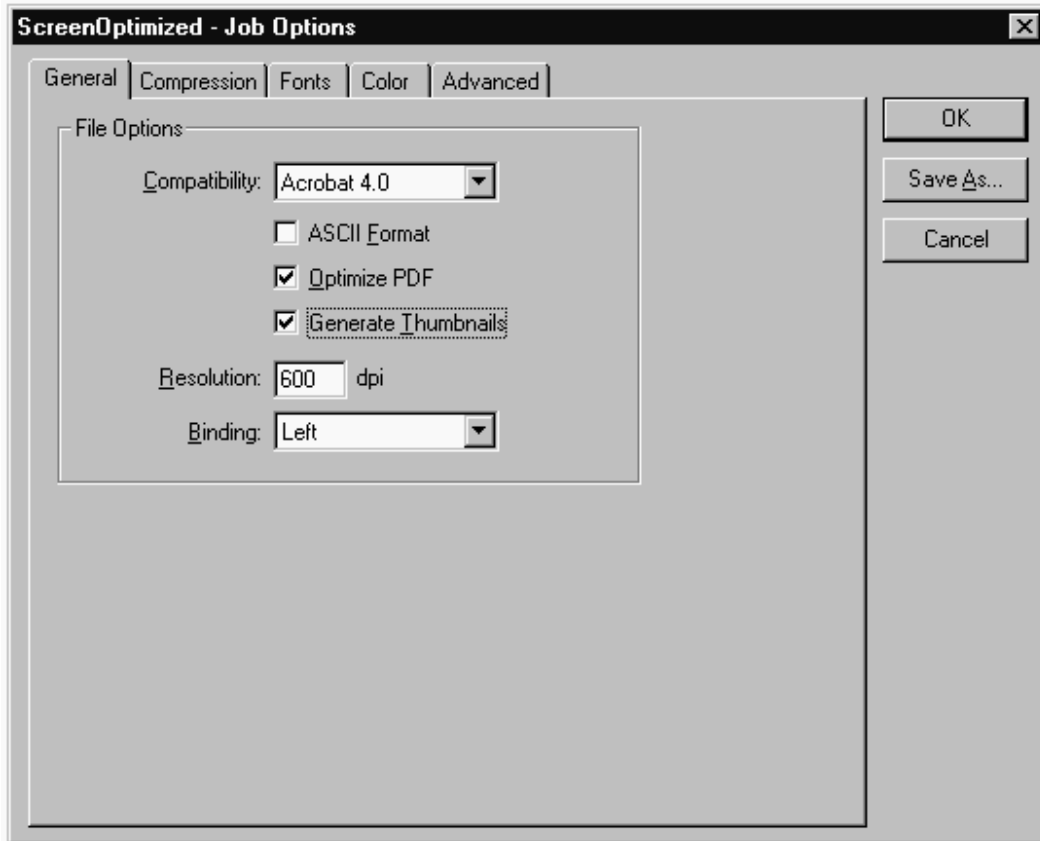 ScreenOptimized - Job Options
General Compression Fonts Color Advanced
File Options
OK
Compatibility: Acrobat 4.0
Save As...
ASCII Format
Cancel
Optimize PDF
Generate Thumbnails
Resolution: 600 dpi
Binding: Left